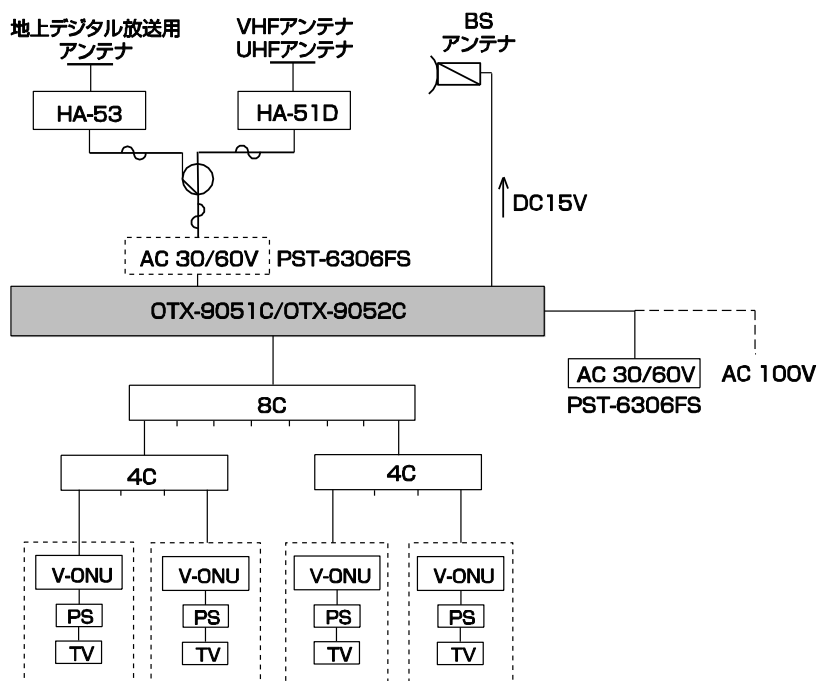 地上デジタル放送用
アンテナ
VHFアンテナ
UHFアンテナ
BS
アンテナ
HA-53
HA-51D
DC15V
AC 30/60V
PST-6306FS
OTX-9051C/OTX-9052C
AC 30/60V
AC 100V
PST-6306FS
8C
4C
4C
V-ONU
V-ONU
V-ONU
V-ONU
PS
PS
PS
PS
TV
TV
TV
TV